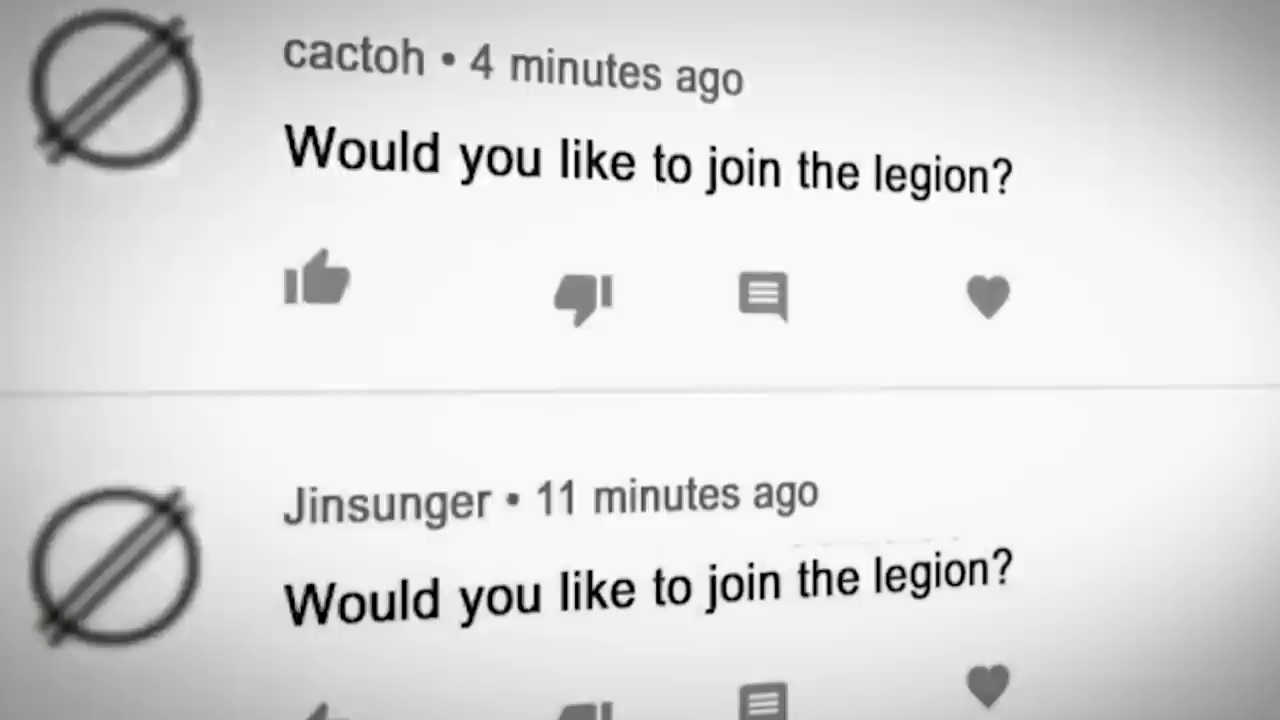 cactoh • 4 minutes ago
Would you like to join the legion?
Jinsunger • 11 minutes ago
Would you like to join the legion?